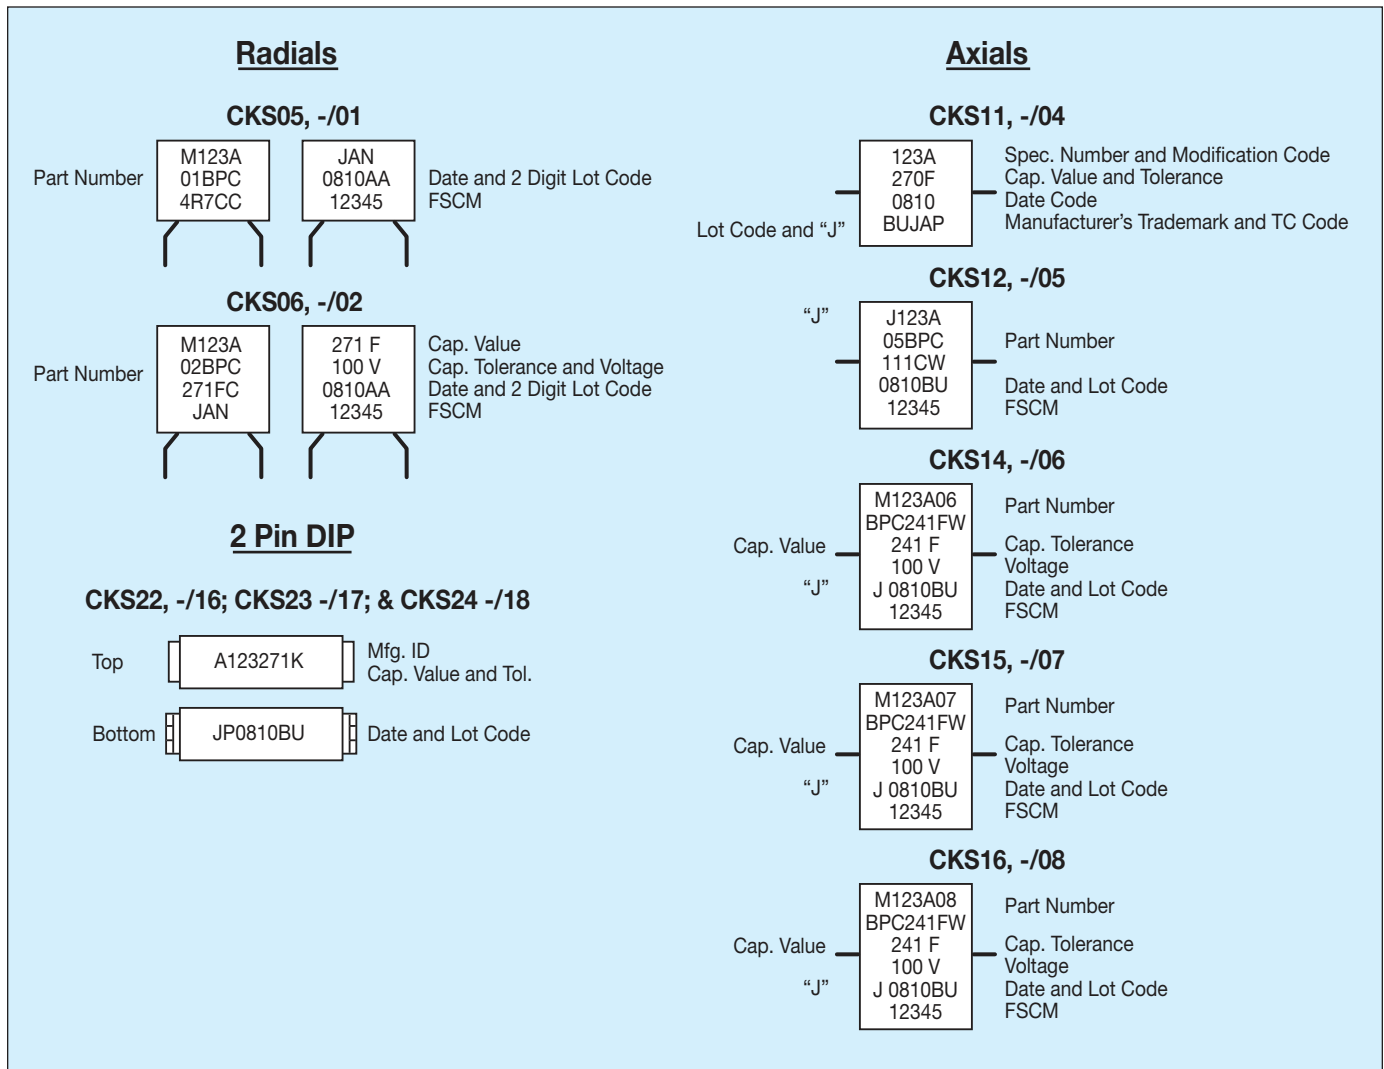 Radials
CKS05, -/01
Part Number
M123A
01BPC
4R7CC
JAN
0810AA
12345
Date and 2 Digit Lot Code
FSCM
CKS06, -/02
Part Number
M123A
02BPC
271FC
JAN
271 F
100 V
0810AA
12345
Cap. Value
Cap. Tolerance and Voltage
Date and 2 Digit Lot Code
FSCM
2 Pin DIP
CKS22, -/16; CKS23 -/17; & CKS24 -/18
Top
A123271K
Mfg. ID
Cap. Value and Tol.
Bottom
JP0810BU
Date and Lot Code
Axials
CKS11, -/04
Lot Code and “J”
123A
270F
0810
BUJAP
Spec. Number and Modification Code
Cap. Value and Tolerance
Date Code
Manufacturer’s Trademark and TC Code
CKS12, -/05
“J”
J123A
05BPC
111CW
0810BU
12345
Part Number
Date and Lot Code
FSCM
CKS14, -/06
Cap. Value
“J”
M123A06
BPC241FW
241 F
100 V
J 0810BU
12345
Part Number
Cap. Tolerance
Voltage
Date and Lot Code
FSCM
CKS15, -/07
Cap. Value
“J”
M123A07
BPC241FW
241 F
100 V
J 0810BU
12345
Part Number
Cap. Tolerance
Voltage
Date and Lot Code
FSCM
CKS16, -/08
Cap. Value
“J”
M123A08
BPC241FW
241 F
100 V
J 0810BU
12345
Part Number
Cap. Tolerance
Voltage
Date and Lot Code
FSCM